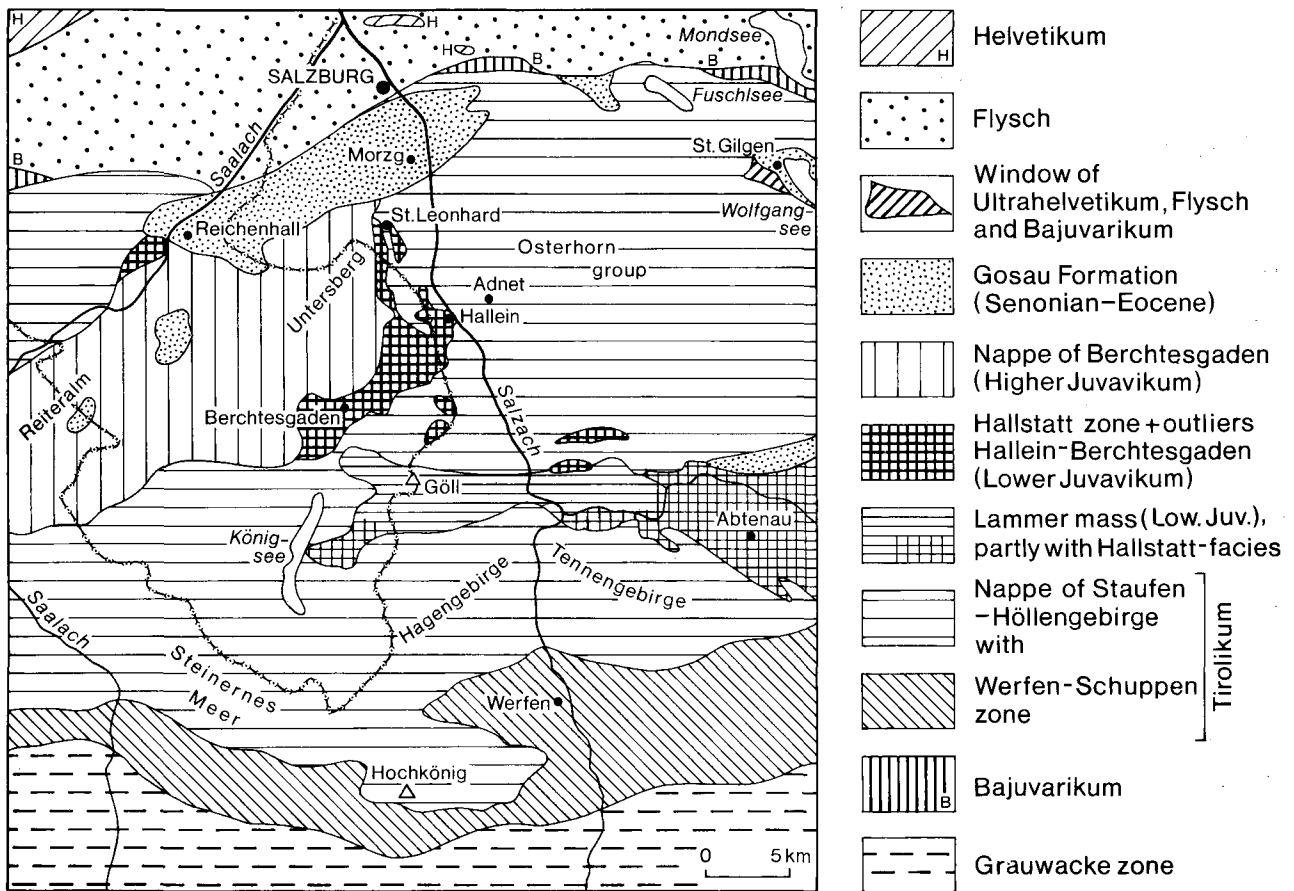 H
H
H
Mondsee
B
B
SALZBURG
Fuschlsee
Saalach
Morzg
St. Gilgen
B
St. Leonhard
Wolfgang-
see
Reichenhall
Untersberg
Osterhorn
group
Adnet
Hallein
Reiteralm
Berchtesgaden
Salzach
Göll
Abtenau
König-
see
Hagengebirge
Tennengebirge
Saalach
Steinernes
Meer
Werfen
Hochkönig
0 5 km
H
Helvetikum
Flysch
Window of
Ultrahelvetikum, Flysch
and Bajuvarikum
Gosau Formation
(Senonian–Eocene)
Nappe of Berchtesgaden
(Higher Juvavikum)
Hallstatt zone + outliers
Hallein-Berchtesgaden
(Lower Juvavikum)
Lammer mass (Low. Juv.),
partly with Hallstatt-facies
Nappe of Staufen
–Höllengebirge
with
Werfen-Schuppen
zone
Tirolikum
B
Bajuvarikum
Grauwacke zone